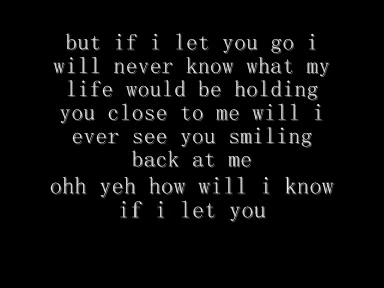 but if i let you go i
will never know what my
life would be holding
you close to me will i
ever see you smiling
back at me
ohh yeh how will i know
if i let you